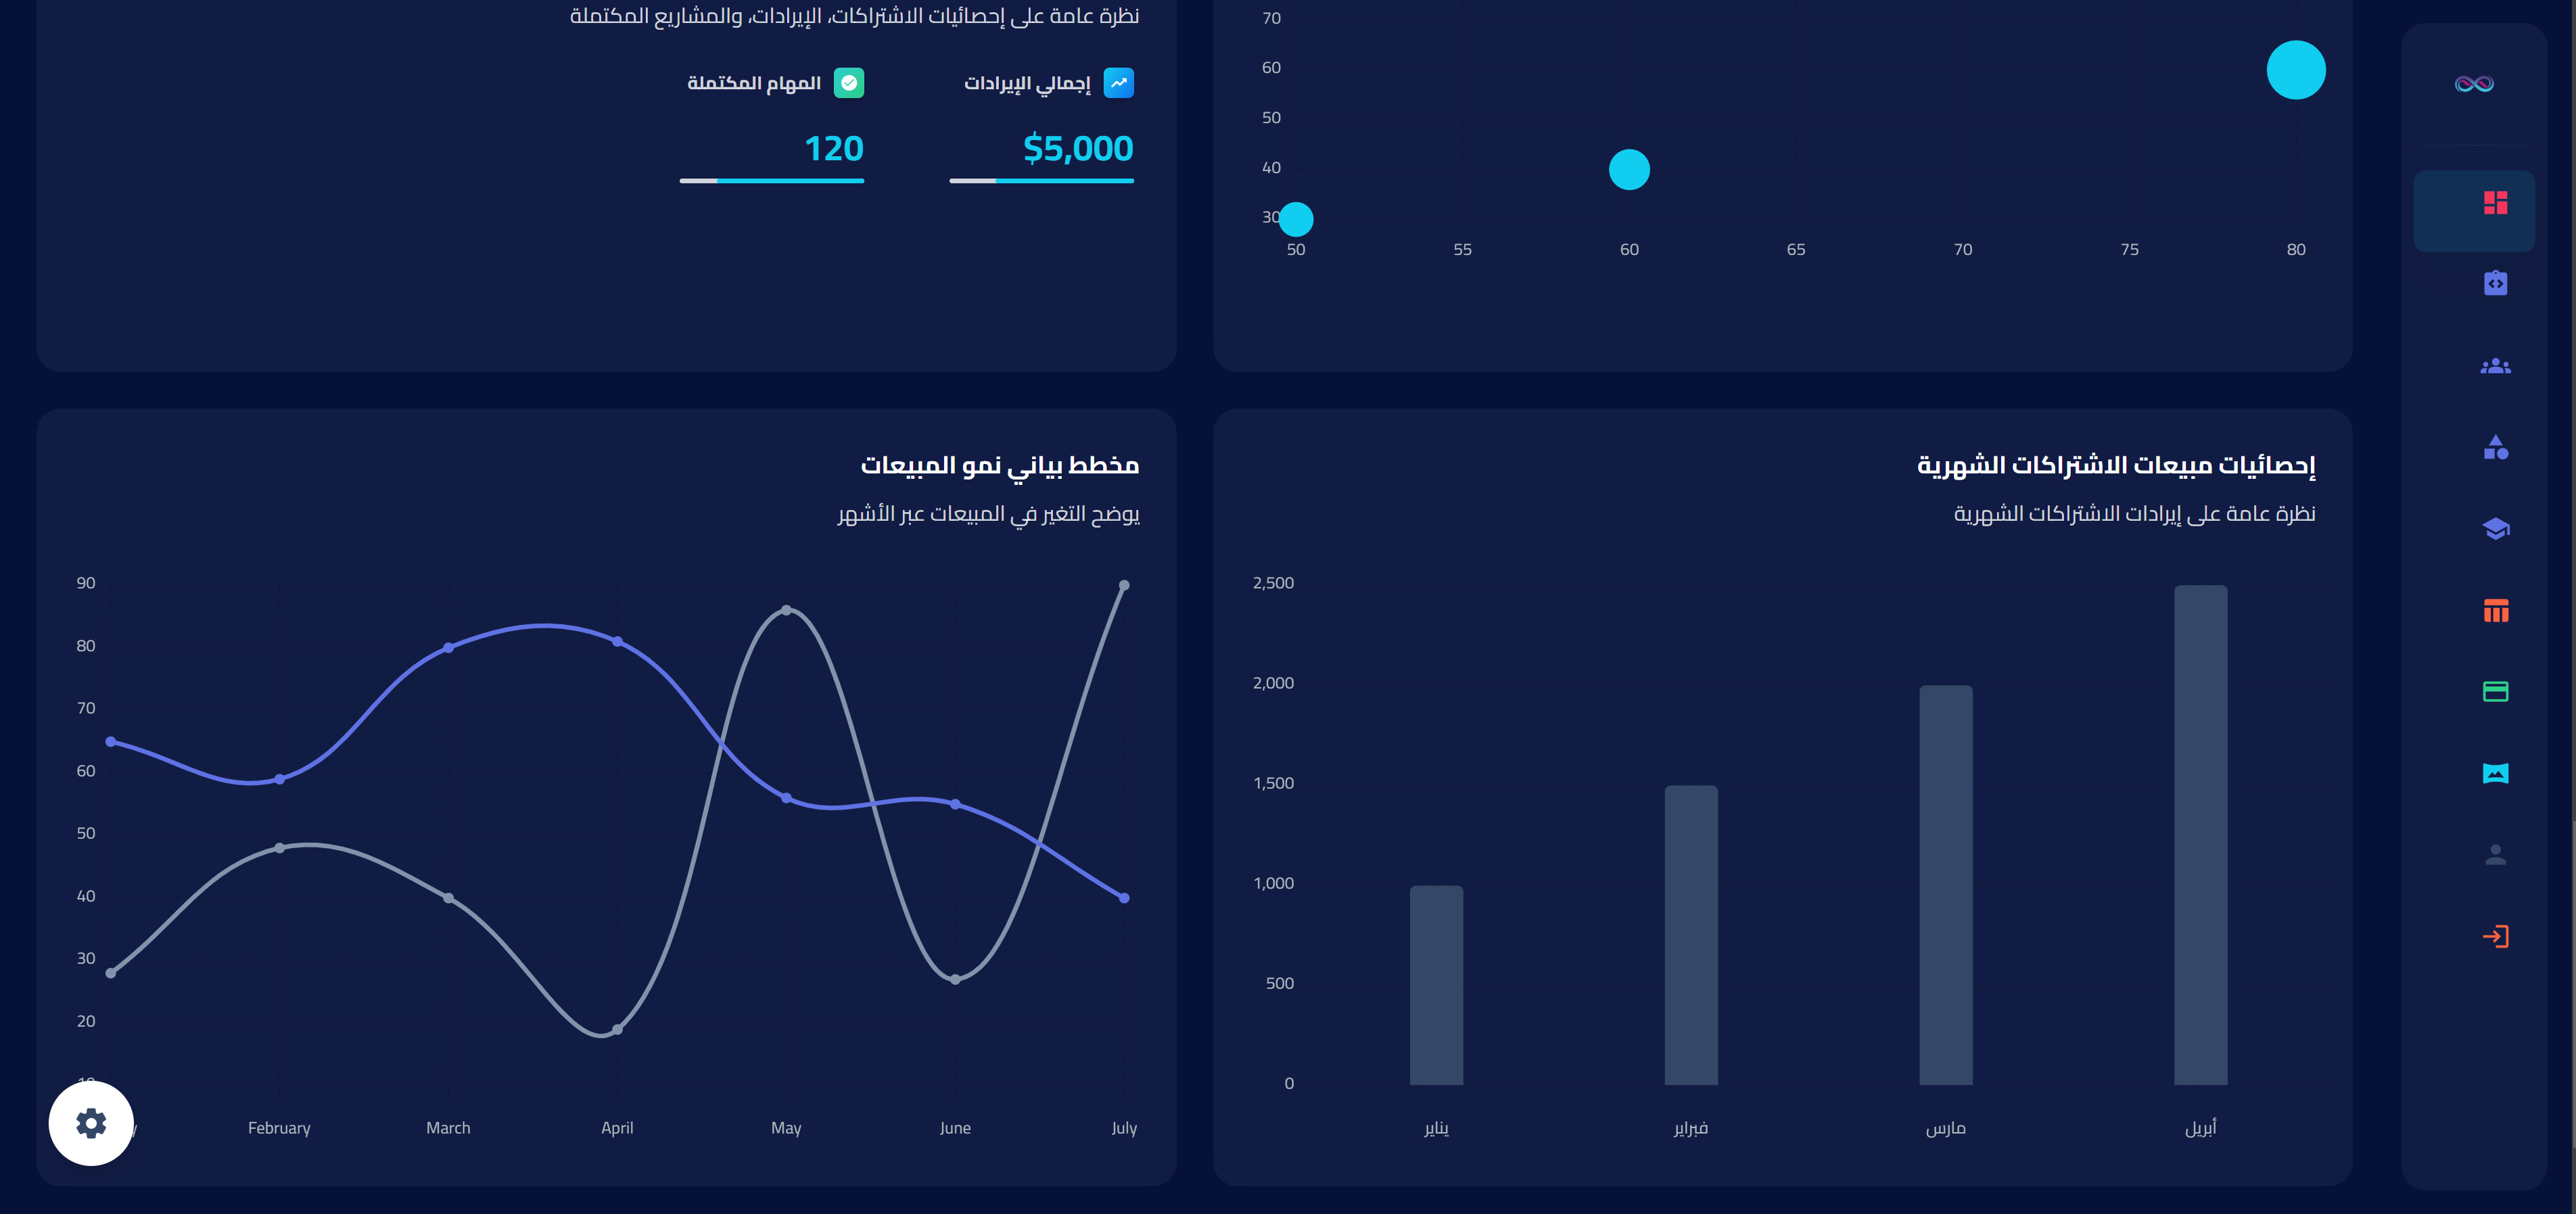 70
60
50
40
30
50 55 60 65 70 75 80
نظرة عامة على إحصائيات الاشتراكات، الإيرادات، والمشاريع المكتملة
إجمالي الإيرادات
$5,000
المهام المكتملة
120
إحصائيات مبيعات الاشتراكات الشهرية
نظرة عامة على إيرادات الاشتراكات الشهرية
2,500
2,000
1,500
1,000
500
0
يناير فبراير مارس أبريل
مخطط بياني نمو المبيعات
يوضح التغير في المبيعات عبر الأشهر
90
80
70
60
50
40
30
20
February March April May June July